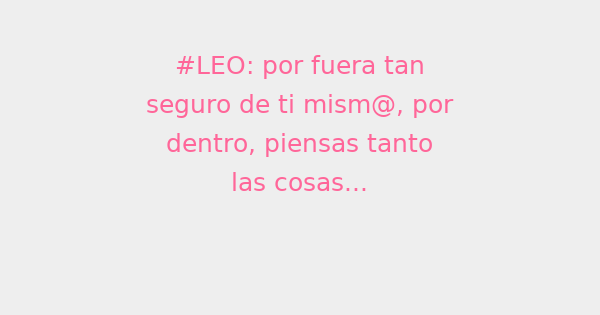 #LEO: por fuera tan
seguro de ti mism@, por
dentro, piensas tanto
las cosas...